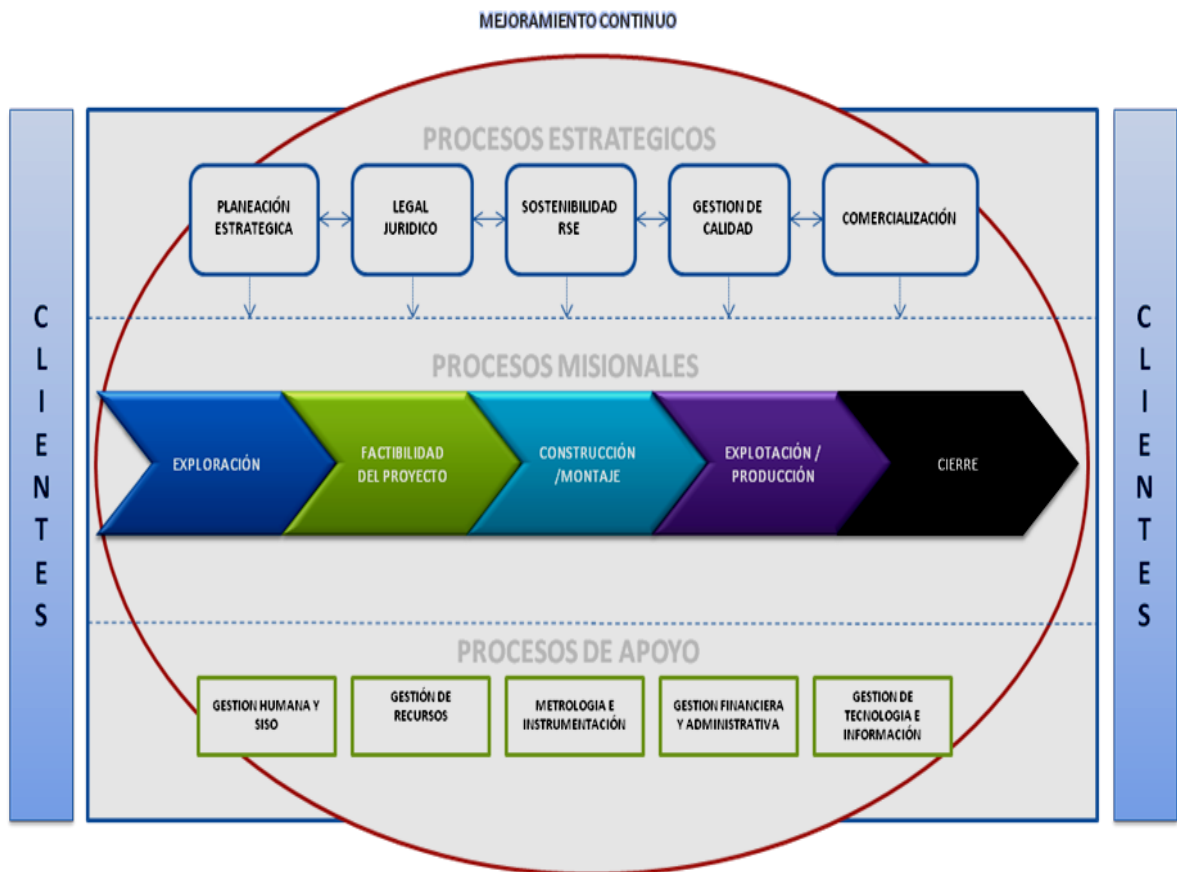 MEJORAMIENTO CONTINUO
PROCESOS ESTRATEGICOS
PLANEACIÓN
ESTRATEGICA
LEGAL
JURIDICO
SOSTENIBILIDAD
RSE
GESTION DE
CALIDAD
COMERCIALIZACIÓN
CLIENTES
CLIENTES
PROCESOS MISIONALES
EXPLORACIÓN
FACTIBILIDAD
DEL PROYECTO
CONSTRUCCIÓN
/MONTAJE
EXPLOTACIÓN /
PRODUCCIÓN
CIERRE
PROCESOS DE APOYO
GESTION HUMANA Y
SISO
GESTIÓN DE
RECURSOS
METROLOGIA E
INSTRUMENTACIÓN
GESTION FINANCIERA
Y ADMINISTRATIVA
GESTION DE
TECNOLOGIA E
INFORMACIÓN